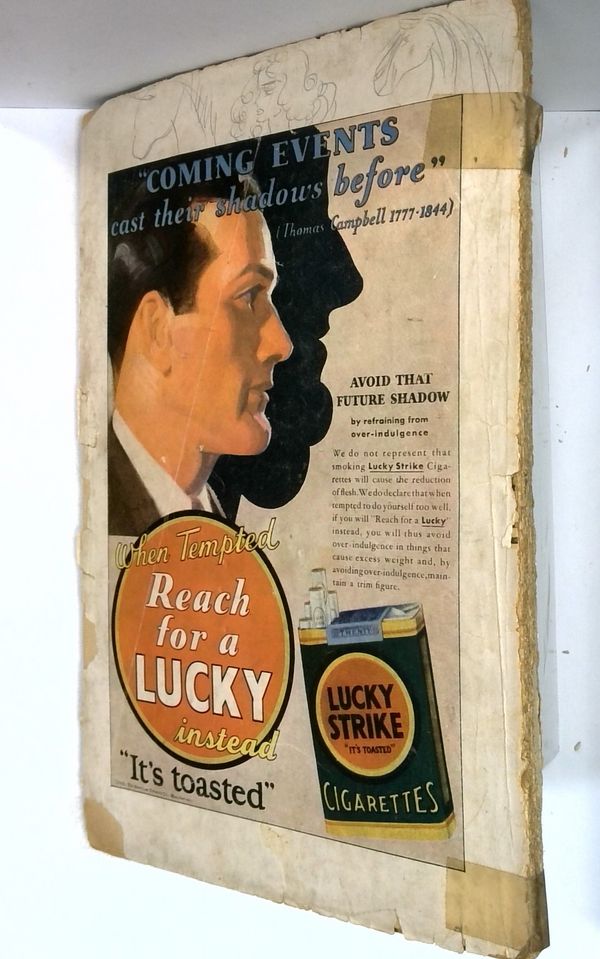 "COMING EVENTS
cast their shadows before"
(Thomas Campbell 1777-1844)
AVOID THAT
FUTURE SHADOW
by refraining from
over-indulgence
We do not represent that
smoking Lucky Strike Ciga-
rettes will cause the reduction
of flesh. We do declare that when
tempted to do yourself too well,
if you will "Reach for a Lucky"
instead, you will thus avoid
over-indulgence in things that
cause excess weight and, by
avoiding over-indulgence, main-
tain a trim figure.
When Tempted
Reach
for a
LUCKY
instead
"It's toasted"
LUCKY
STRIKE
"IT'S TOASTED"
CIGARETTES